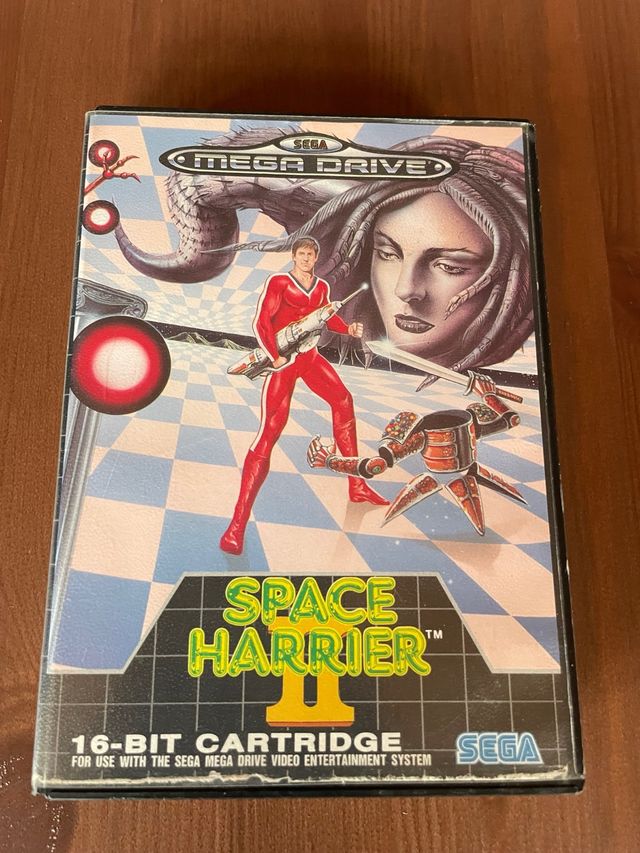 SEGA
MEGA DRIVE
SPACE
HARRIER™
II
16-BIT CARTRIDGE
FOR USE WITH THE SEGA MEGA DRIVE VIDEO ENTERTAINMENT SYSTEM
SEGA